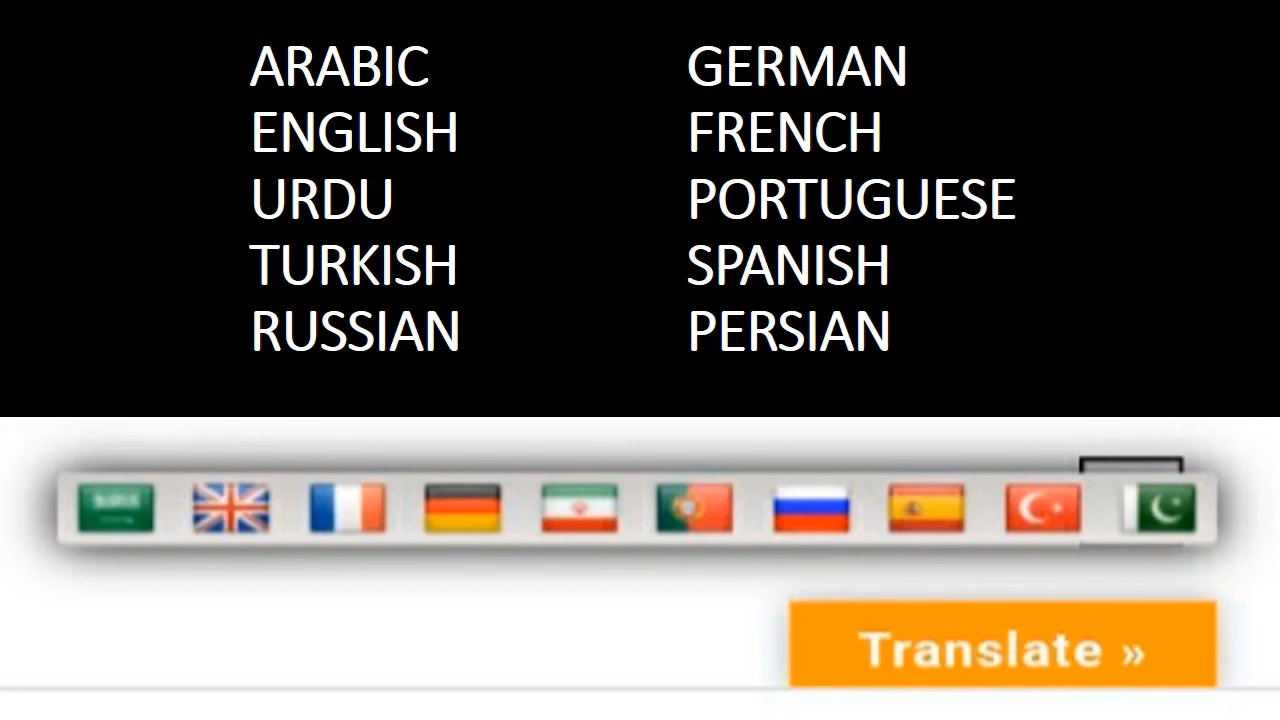 ARABIC
ENGLISH
URDU
TURKISH
RUSSIAN
GERMAN
FRENCH
PORTUGUESE
SPANISH
PERSIAN
Translate »